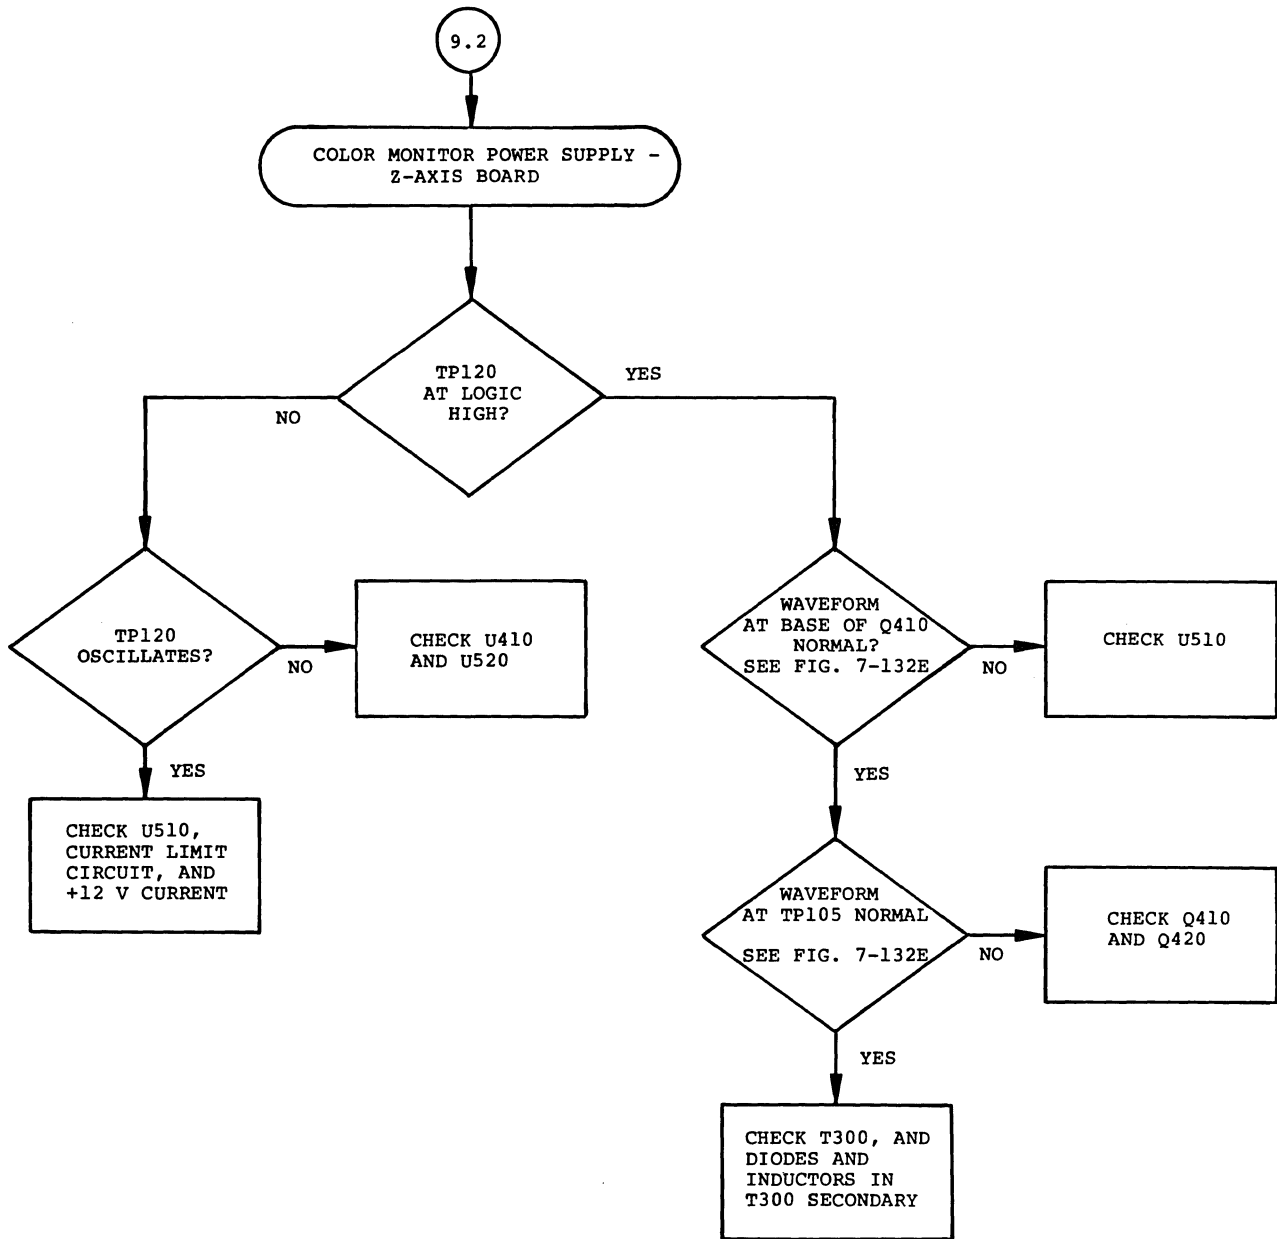 9.2
COLOR MONITOR POWER SUPPLY -
Z-AXIS BOARD
TP120
AT LOGIC
HIGH?
NO
YES
TP120
OSCILLATES?
NO
CHECK U410
AND U520
YES
CHECK U510,
CURRENT LIMIT
CIRCUIT, AND
+12 V CURRENT
WAVEFORM
AT BASE OF Q410
NORMAL?
SEE FIG. 7-132E
NO
CHECK U510
YES
WAVEFORM
AT TP105 NORMAL
SEE FIG. 7-132E
NO
CHECK Q410
AND Q420
YES
CHECK T300, AND
DIODES AND
INDUCTORS IN
T300 SECONDARY